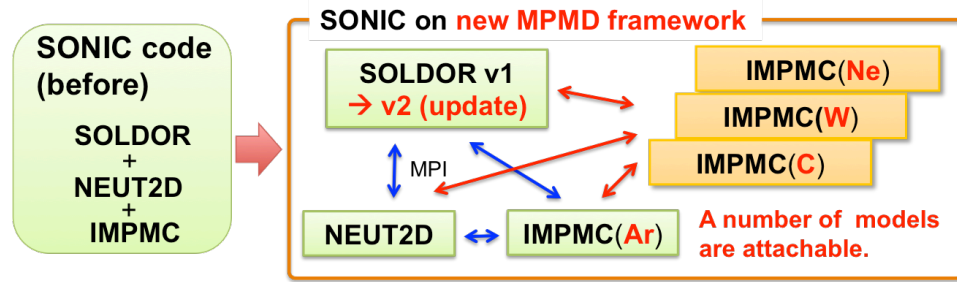 SONIC code
(before)
SOLDOR
+
NEUT2D
+
IMPMC
SONIC on new MPMD framework
SOLDOR v1
→ v2 (update)
MPI
NEUT2D
IMPMC(Ar)
IMPMC(Ne)
IMPMC(W)
IMPMC(C)
A number of models
are attachable.